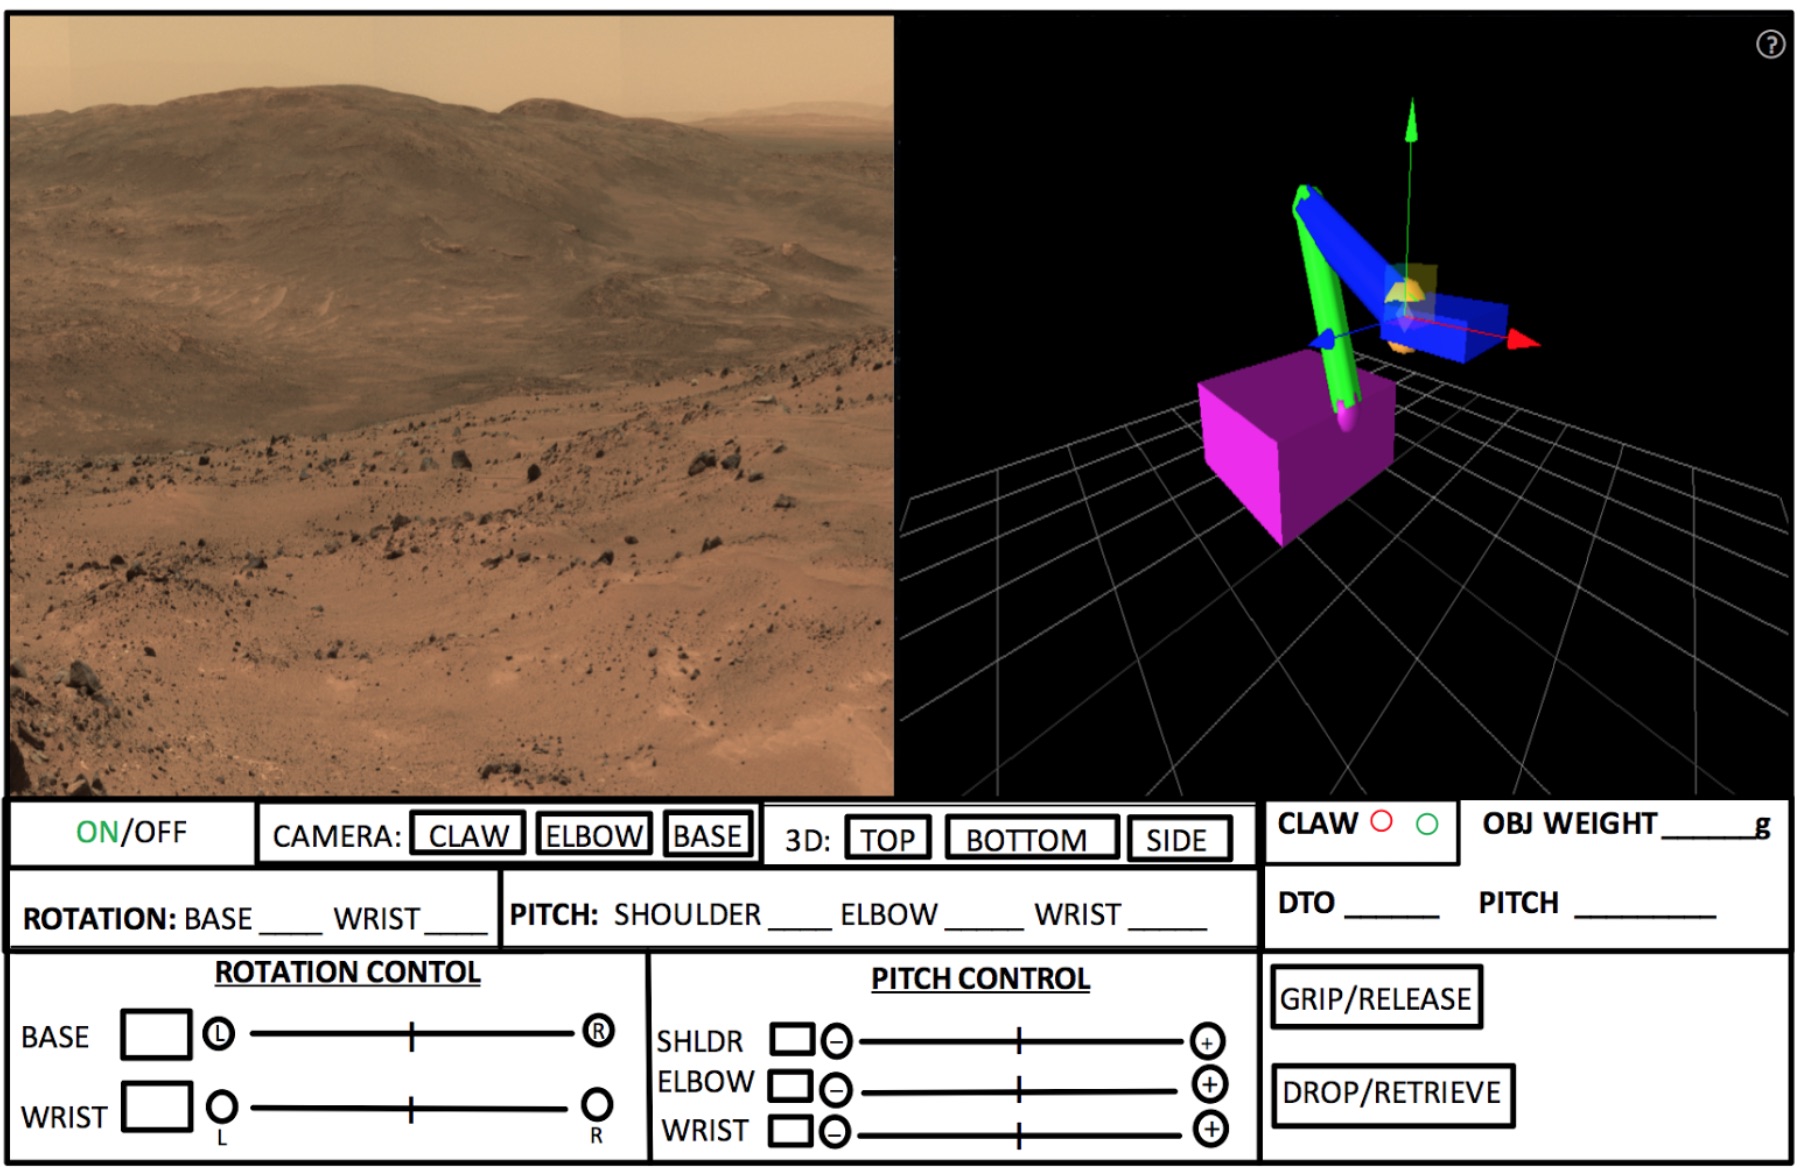 ?
ON/OFF CAMERA: CLAW ELBOW BASE 3D: TOP BOTTOM SIDE CLAW OBJ WEIGHT______g
ROTATION: BASE ____ WRIST ____ PITCH: SHOULDER ____ ELBOW _____ WRIST _____ DTO ______ PITCH _________
ROTATION CONTOL
BASE L R
WRIST L R
PITCH CONTROL
SHLDR − +
ELBOW − +
WRIST − +
GRIP/RELEASE
DROP/RETRIEVE